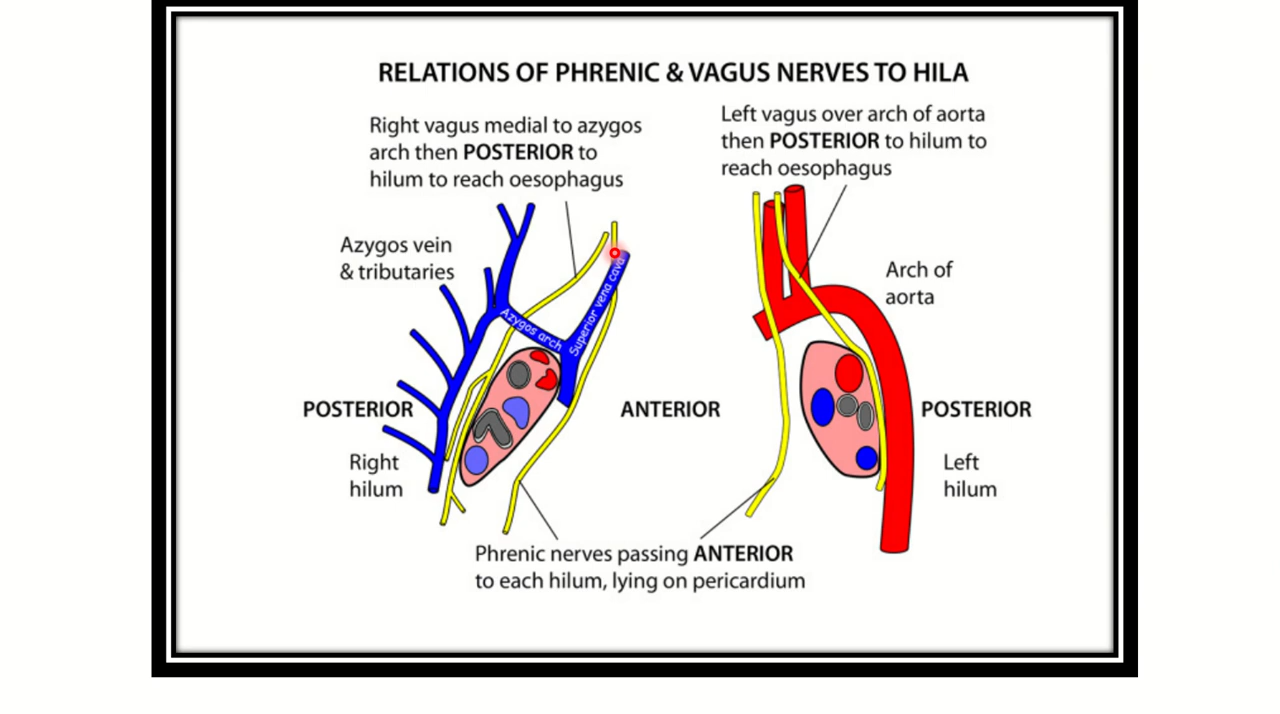 RELATIONS OF PHRENIC & VAGUS NERVES TO HILA
Right vagus medial to azygos
arch then POSTERIOR to
hilum to reach oesophagus
Left vagus over arch of aorta
then POSTERIOR to hilum to
reach oesophagus
Azygos vein
& tributaries
Azygos arch
Superior vena cava
Arch of
aorta
POSTERIOR
ANTERIOR
POSTERIOR
Right
hilum
Left
hilum
Phrenic nerves passing ANTERIOR
to each hilum, lying on pericardium